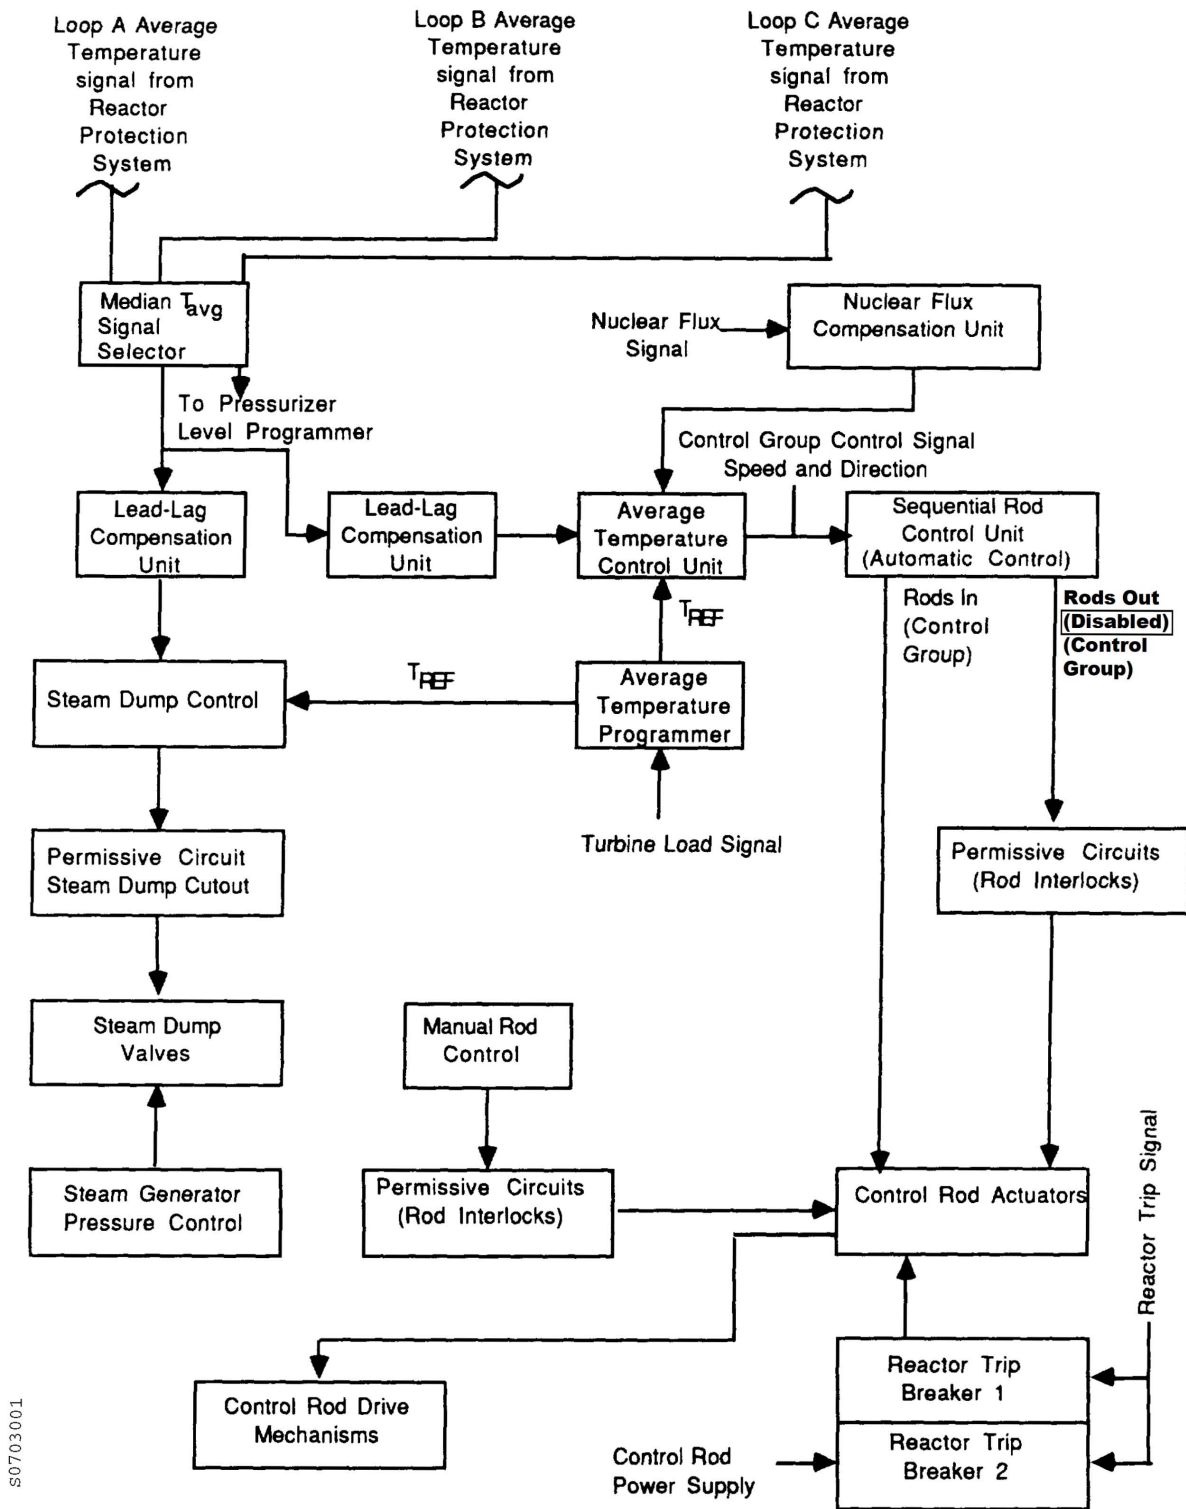 Loop A Average
Temperature
signal from
Reactor
Protection
System
Loop B Average
Temperature
signal from
Reactor
Protection
System
Loop C Average
Temperature
signal from
Reactor
Protection
System
Median Tavg
Signal
Selector
Nuclear Flux
Signal
Nuclear Flux
Compensation Unit
To Pressurizer
Level Programmer
Control Group Control Signal
Speed and Direction
Lead-Lag
Compensation
Unit
Lead-Lag
Compensation
Unit
Average
Temperature
Control Unit
Sequential Rod
Control Unit
(Automatic Control)
TREF
Rods In
(Control
Group)
Rods Out
(Disabled)
(Control
Group)
Steam Dump Control
TREF
Average
Temperature
Programmer
Turbine Load Signal
Permissive Circuit
Steam Dump Cutout
Permissive Circuits
(Rod Interlocks)
Steam Dump
Valves
Manual Rod
Control
Steam Generator
Pressure Control
Permissive Circuits
(Rod Interlocks)
Control Rod Actuators
Reactor Trip Signal
Reactor Trip
Breaker 1
Control Rod Drive
Mechanisms
Reactor Trip
Breaker 2
Control Rod
Power Supply
S0703001